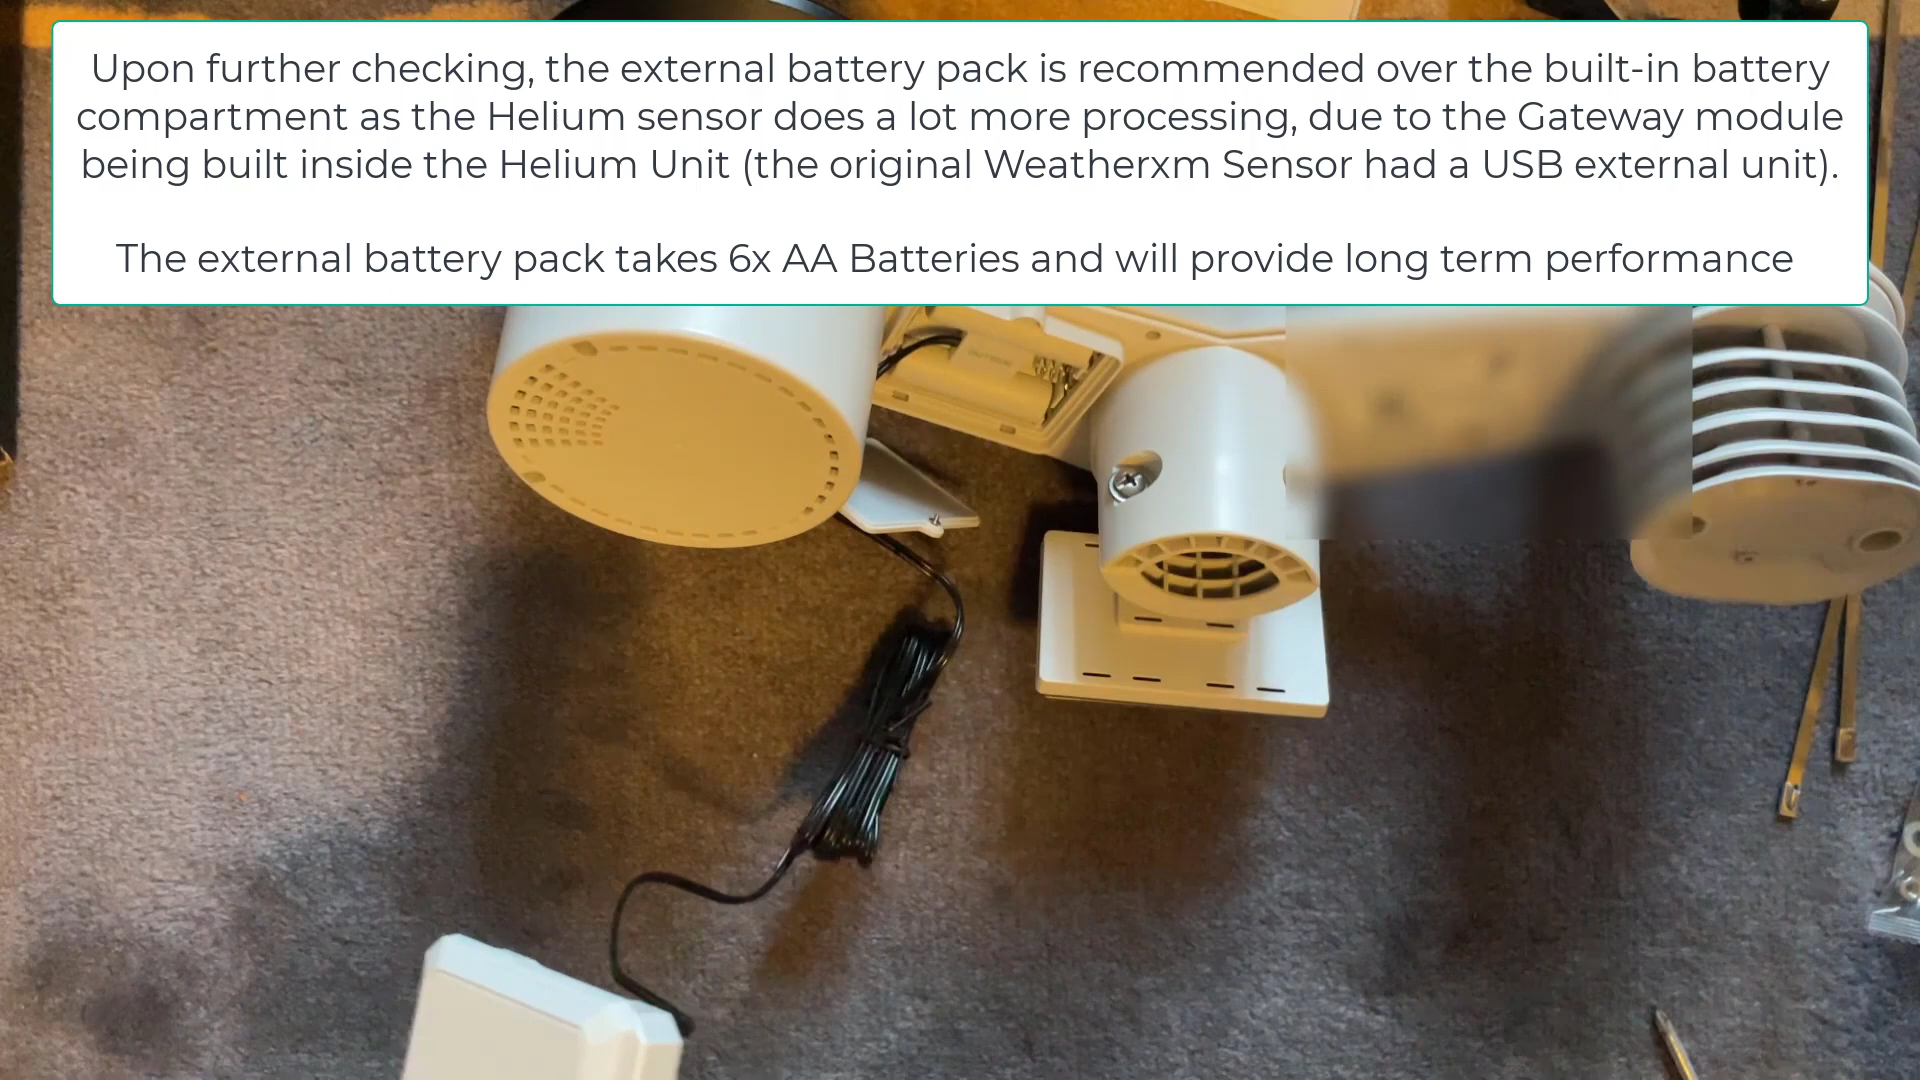 Upon further checking, the external battery pack is recommended over the built-in battery
compartment as the Helium sensor does a lot more processing, due to the Gateway module
being built inside the Helium Unit (the original Weatherxm Sensor had a USB external unit).
The external battery pack takes 6x AA Batteries and will provide long term performance